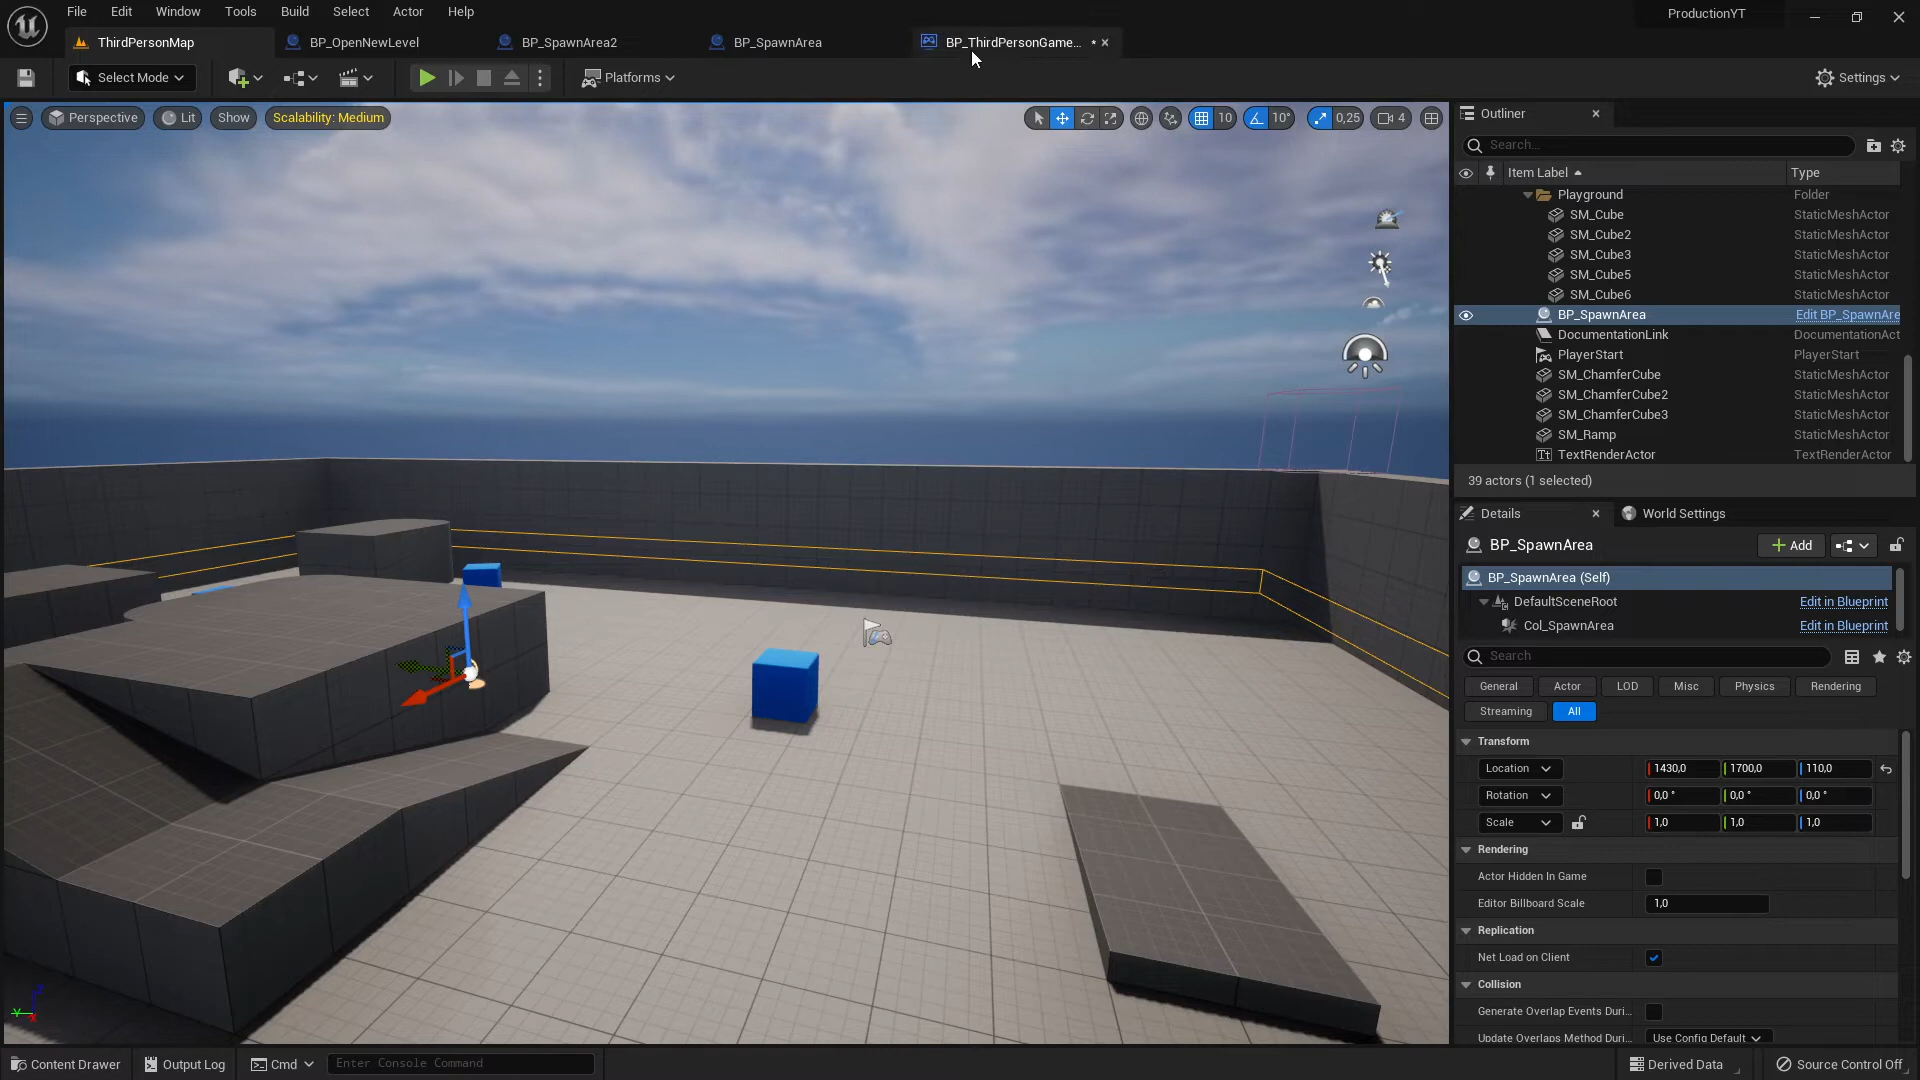 File Edit Window Tools Build Select Actor Help ProductionYT
ThirdPersonMap BP_OpenNewLevel BP_SpawnArea2 BP_SpawnArea BP_ThirdPersonGame...
Select Mode Platforms Settings
Perspective Lit Show Scalability: Medium 10 10° 0,25 4
Outliner
Search...
Item Label Type
Playground Folder
SM_Cube StaticMeshActor
SM_Cube2 StaticMeshActor
SM_Cube3 StaticMeshActor
SM_Cube5 StaticMeshActor
SM_Cube6 StaticMeshActor
BP_SpawnArea Edit BP_SpawnAre
DocumentationLink DocumentationAct
PlayerStart PlayerStart
SM_ChamferCube StaticMeshActor
SM_ChamferCube2 StaticMeshActor
SM_ChamferCube3 StaticMeshActor
SM_Ramp StaticMeshActor
TextRenderActor TextRenderActor
39 actors (1 selected)
Details World Settings
BP_SpawnArea + Add
BP_SpawnArea (Self)
DefaultSceneRoot Edit in Blueprint
Col_SpawnArea Edit in Blueprint
Search
General Actor LOD Misc Physics Rendering
Streaming All
Transform
Location 1430,0 1700,0 110,0
Rotation 0,0 ° 0,0 ° 0,0 °
Scale 1,0 1,0 1,0
Rendering
Actor Hidden In Game
Editor Billboard Scale 1,0
Replication
Net Load on Client
Collision
Generate Overlap Events Duri...
Update Overlaps Method Duri... Use Config Default
Content Drawer Output Log Cmd Enter Console Command Derived Data Source Control Off